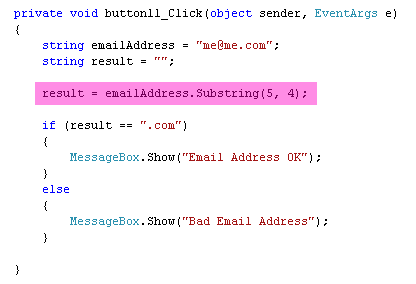 private void button11_Click(object sender, EventArgs e)
{
string emailAddress = "me@me.com";
string result = "";
result = emailAddress.Substring(5, 4);
if (result == ".com")
{
MessageBox.Show("Email Address OK");
}
else
{
MessageBox.Show("Bad Email Address");
}
}